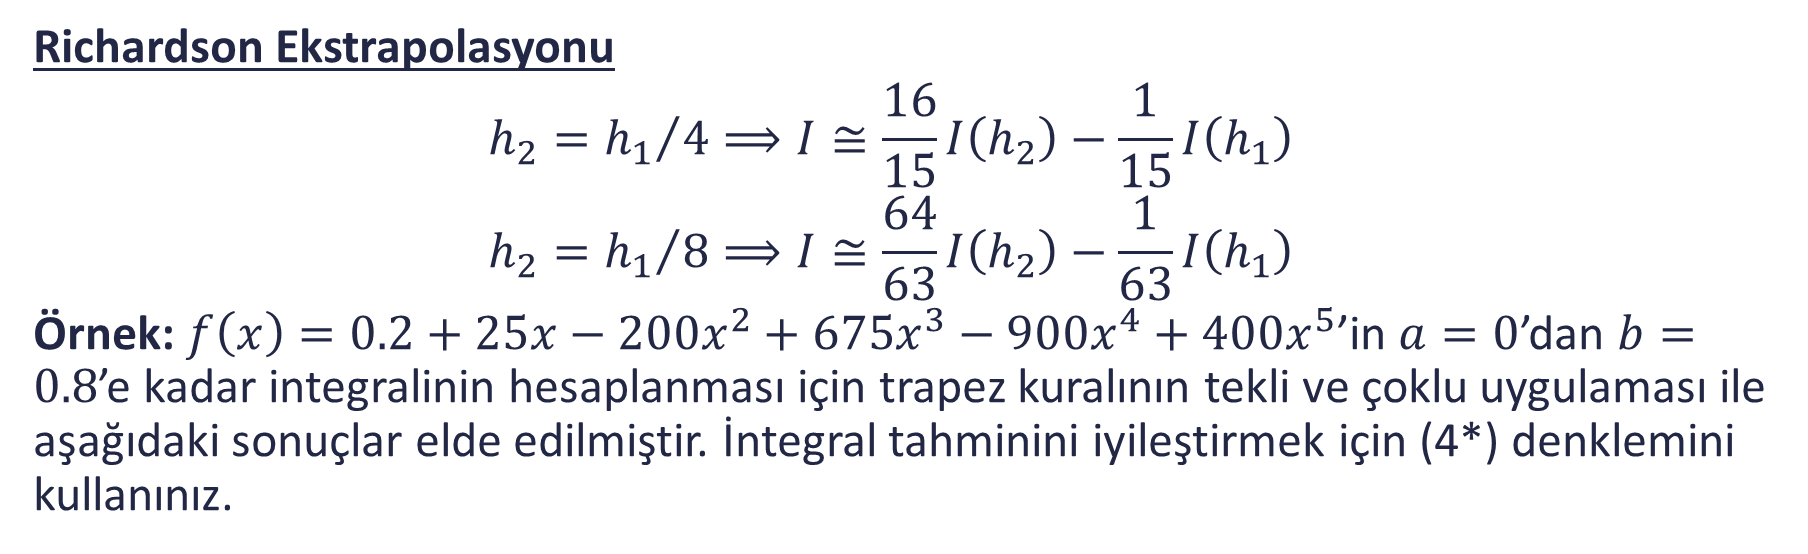 Richardson Ekstrapolasyonu
h₂ = h₁/4 ⟹ I ≅ 16/15 I(h₂) − 1/15 I(h₁)
h₂ = h₁/8 ⟹ I ≅ 64/63 I(h₂) − 1/63 I(h₁)
Örnek: f(x) = 0.2 + 25x − 200x² + 675x³ − 900x⁴ + 400x⁵'in a = 0'dan b =
0.8'e kadar integralinin hesaplanması için trapez kuralının tekli ve çoklu uygulaması ile
aşağıdaki sonuçlar elde edilmiştir. İntegral tahminini iyileştirmek için (4*) denklemini
kullanınız.